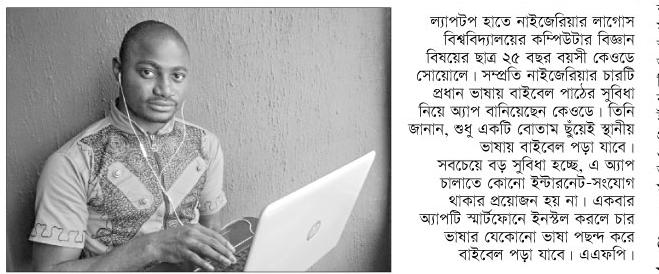 ল্যাপটপ হাতে নাইজেরিয়ার লাগোস
বিশ্ববিদ্যালয়ের কম্পিউটার বিজ্ঞান
বিষয়ের ছাত্র ২৫ বছর বয়সী কেওডে
সোয়োলে। সম্প্রতি নাইজেরিয়ার চারটি
প্রধান ভাষায় বাইবেল পাঠের সুবিধা
নিয়ে অ্যাপ বানিয়েছেন কেওডে। তিনি
জানান, শুধু একটি বোতাম ছুঁয়েই স্থানীয়
ভাষায় বাইবেল পড়া যাবে।
সবচেয়ে বড় সুবিধা হচ্ছে, এ অ্যাপ
চালাতে কোনো ইন্টারনেট-সংযোগ
থাকার প্রয়োজন হয় না। একবার
অ্যাপটি স্মার্টফোনে ইনস্টল করলে চার
ভাষার যেকোনো ভাষা পছন্দ করে
বাইবেল পড়া যাবে। এএফপি।